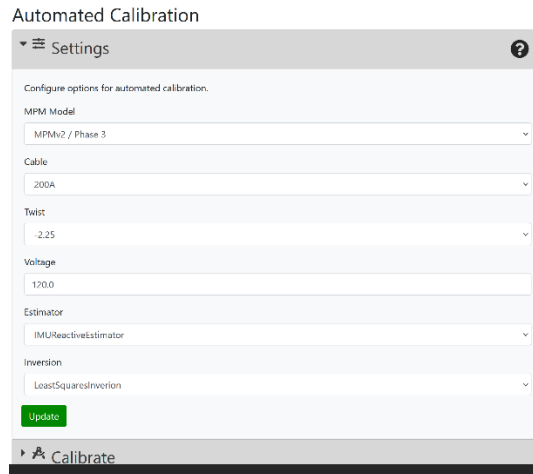 Automated Calibration
Settings
?
Configure options for automated calibration.
MPM Model
MPMv2 / Phase 3
Cable
200A
Twist
-2.25
Voltage
120.0
Estimator
IMUReactiveEstimator
Inversion
LeastSquaresInverion
Update
Calibrate